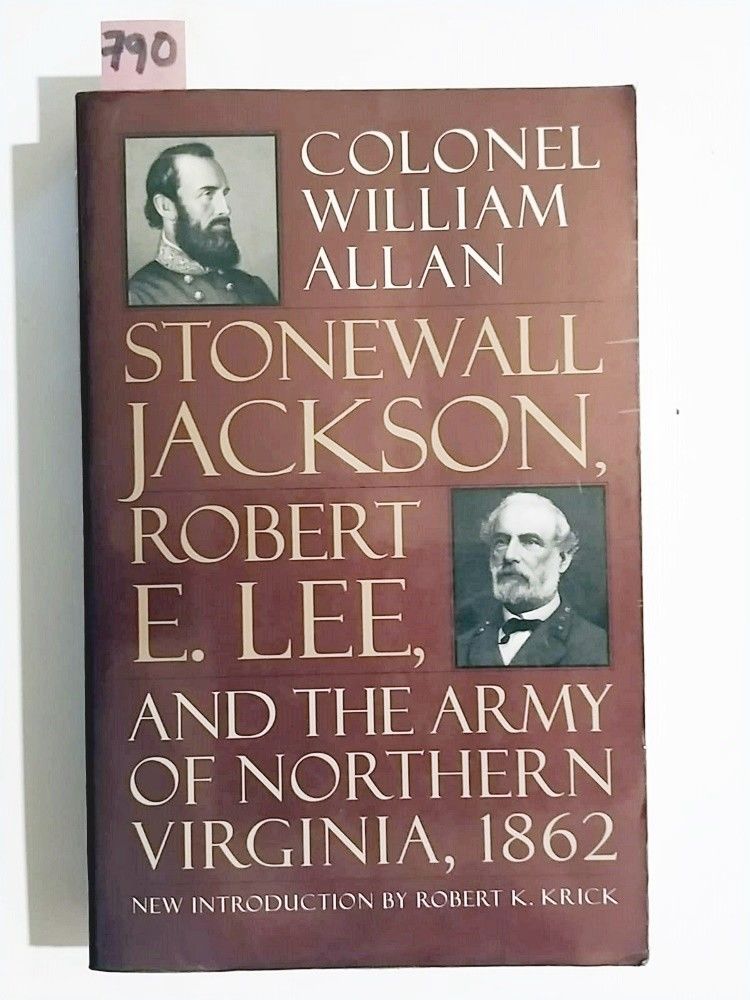 790
COLONEL
WILLIAM
ALLAN
STONEWALL
JACKSON,
ROBERT
E. LEE,
AND THE ARMY
OF NORTHERN
VIRGINIA, 1862
NEW INTRODUCTION BY ROBERT K. KRICK